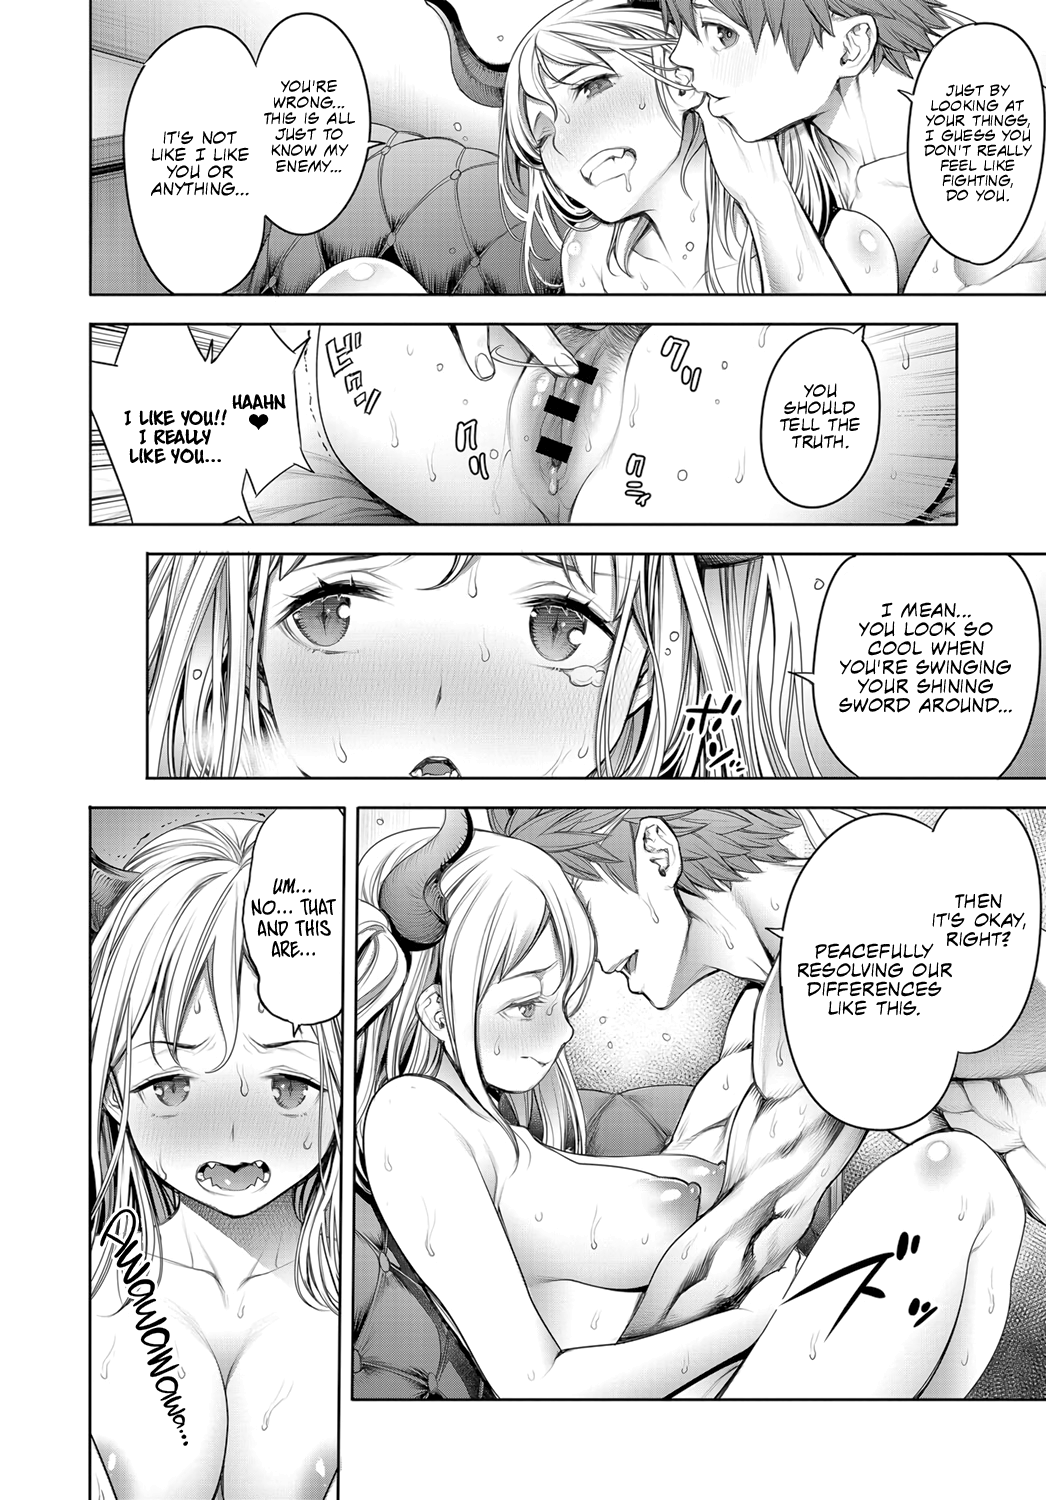 JUST BY
LOOKING AT
YOUR THINGS,
I GUESS YOU
DON'T REALLY
FEEL LIKE
FIGHTING,
DO YOU.
YOU'RE
WRONG...
THIS IS ALL
JUST TO
KNOW MY
ENEMY...
IT'S NOT
LIKE I LIKE
YOU OR
ANYTHING...
YOU
SHOULD
TELL THE
TRUTH.
HAAHN
♥
I LIKE YOU!!
I REALLY
LIKE YOU...
I MEAN...
YOU LOOK SO
COOL WHEN
YOU'RE SWINGING
YOUR SHINING
SWORD AROUND...
THEN
IT'S OKAY,
RIGHT?
PEACEFULLY
RESOLVING OUR
DIFFERENCES
LIKE THIS.
ズッ
UM...
NO... THAT
AND THIS
ARE...
AWAWAWAWAWA...